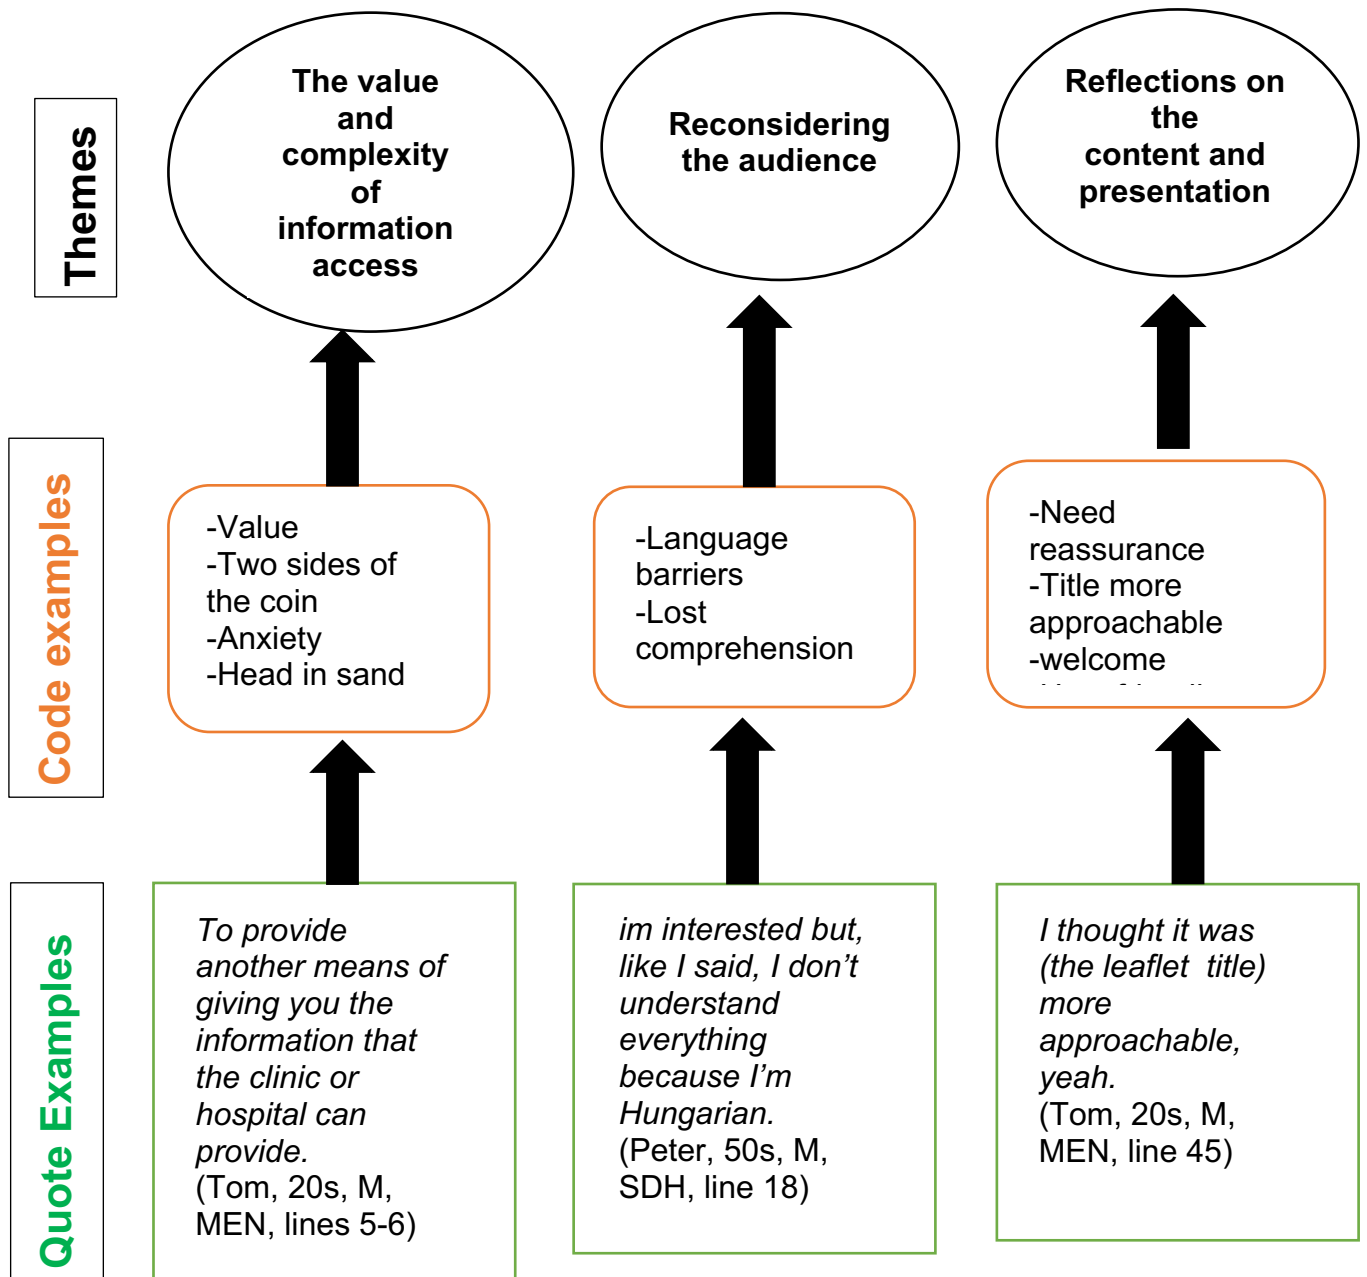 Themes
The value
and
complexity
of
information
access
Reconsidering
the audience
Reflections on
the
content and
presentation
Code examples
-Value
-Two sides of
the coin
-Anxiety
-Head in sand
-Language
barriers
-Lost
comprehension
-Need
reassurance
-Title more
approachable
-welcome
Quote Examples
To provide
another means of
giving you the
information that
the clinic or
hospital can
provide.
(Tom, 20s, M,
MEN, lines 5-6)
im interested but,
like I said, I don’t
understand
everything
because I’m
Hungarian.
(Peter, 50s, M,
SDH, line 18)
I thought it was
(the leaflet title)
more
approachable,
yeah.
(Tom, 20s, M,
MEN, line 45)